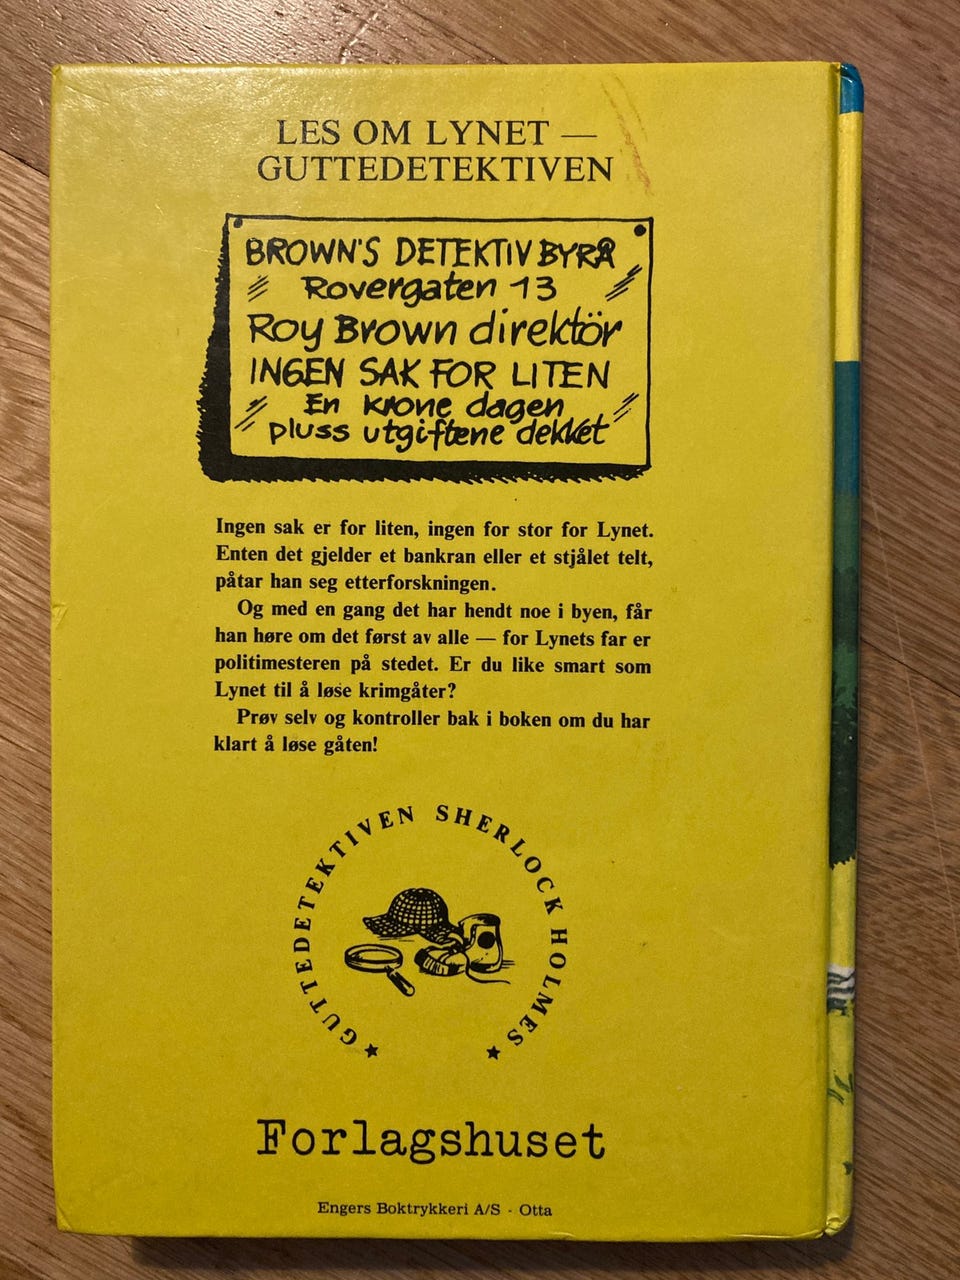 LES OM LYNET —
GUTTEDETEKTIVEN
BROWN'S DETEKTIVBYRÅ
Rovergaten 13
Roy Brown direktör
INGEN SAK FOR LITEN
En krone dagen
pluss utgiftene dekket
Ingen sak er for liten, ingen for stor for Lynet.
Enten det gjelder et bankran eller et stjålet telt,
påtar han seg etterforskningen.
Og med en gang det har hendt noe i byen, får
han høre om det først av alle — for Lynets far er
politimesteren på stedet. Er du like smart som
Lynet til å løse krimgåter?
Prøv selv og kontroller bak i boken om du har
klart å løse gåten!
★ GUTTEDETEKTIVEN SHERLOCK HOLMES ★
Forlagshuset
Engers Boktrykkeri A/S - Otta